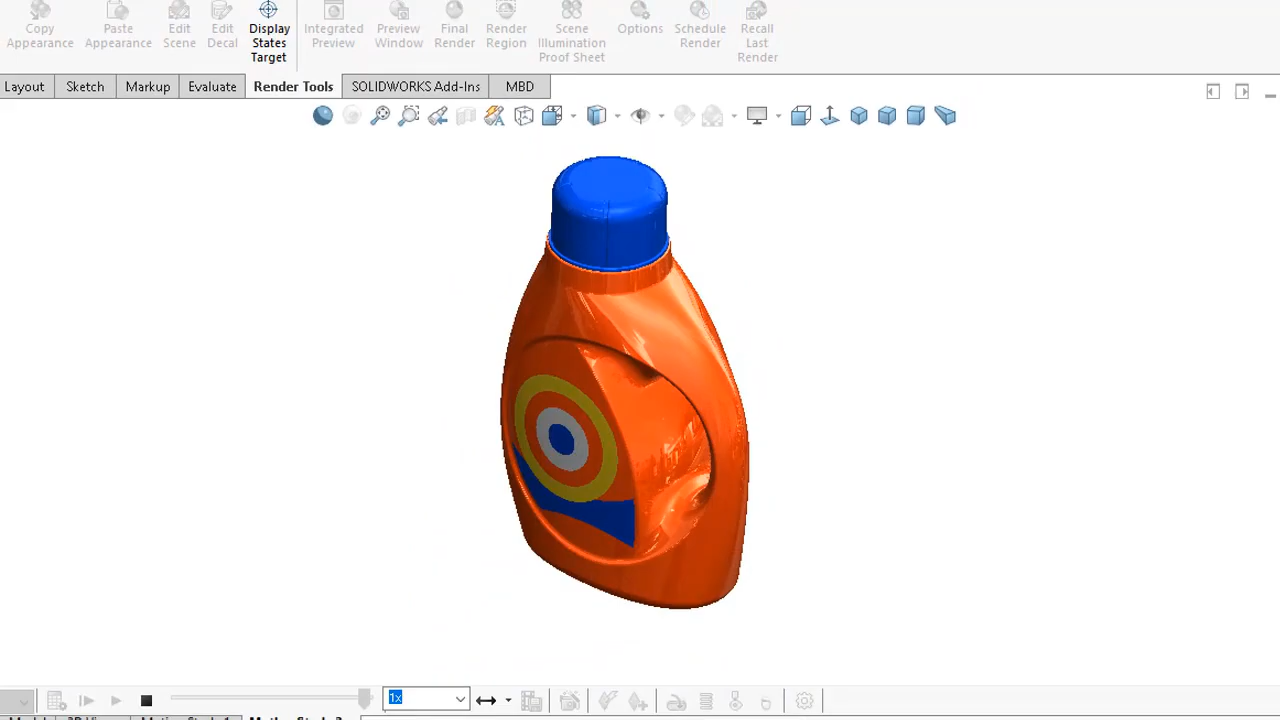 Copy Appearance
Paste Appearance
Edit Scene
Edit Decal
Display States Target
Integrated Preview
Preview Window
Final Render
Render Region
Scene Illumination Proof Sheet
Options
Schedule Render
Recall Last Render
Layout Sketch Markup Evaluate Render Tools SOLIDWORKS Add-Ins MBD
1x